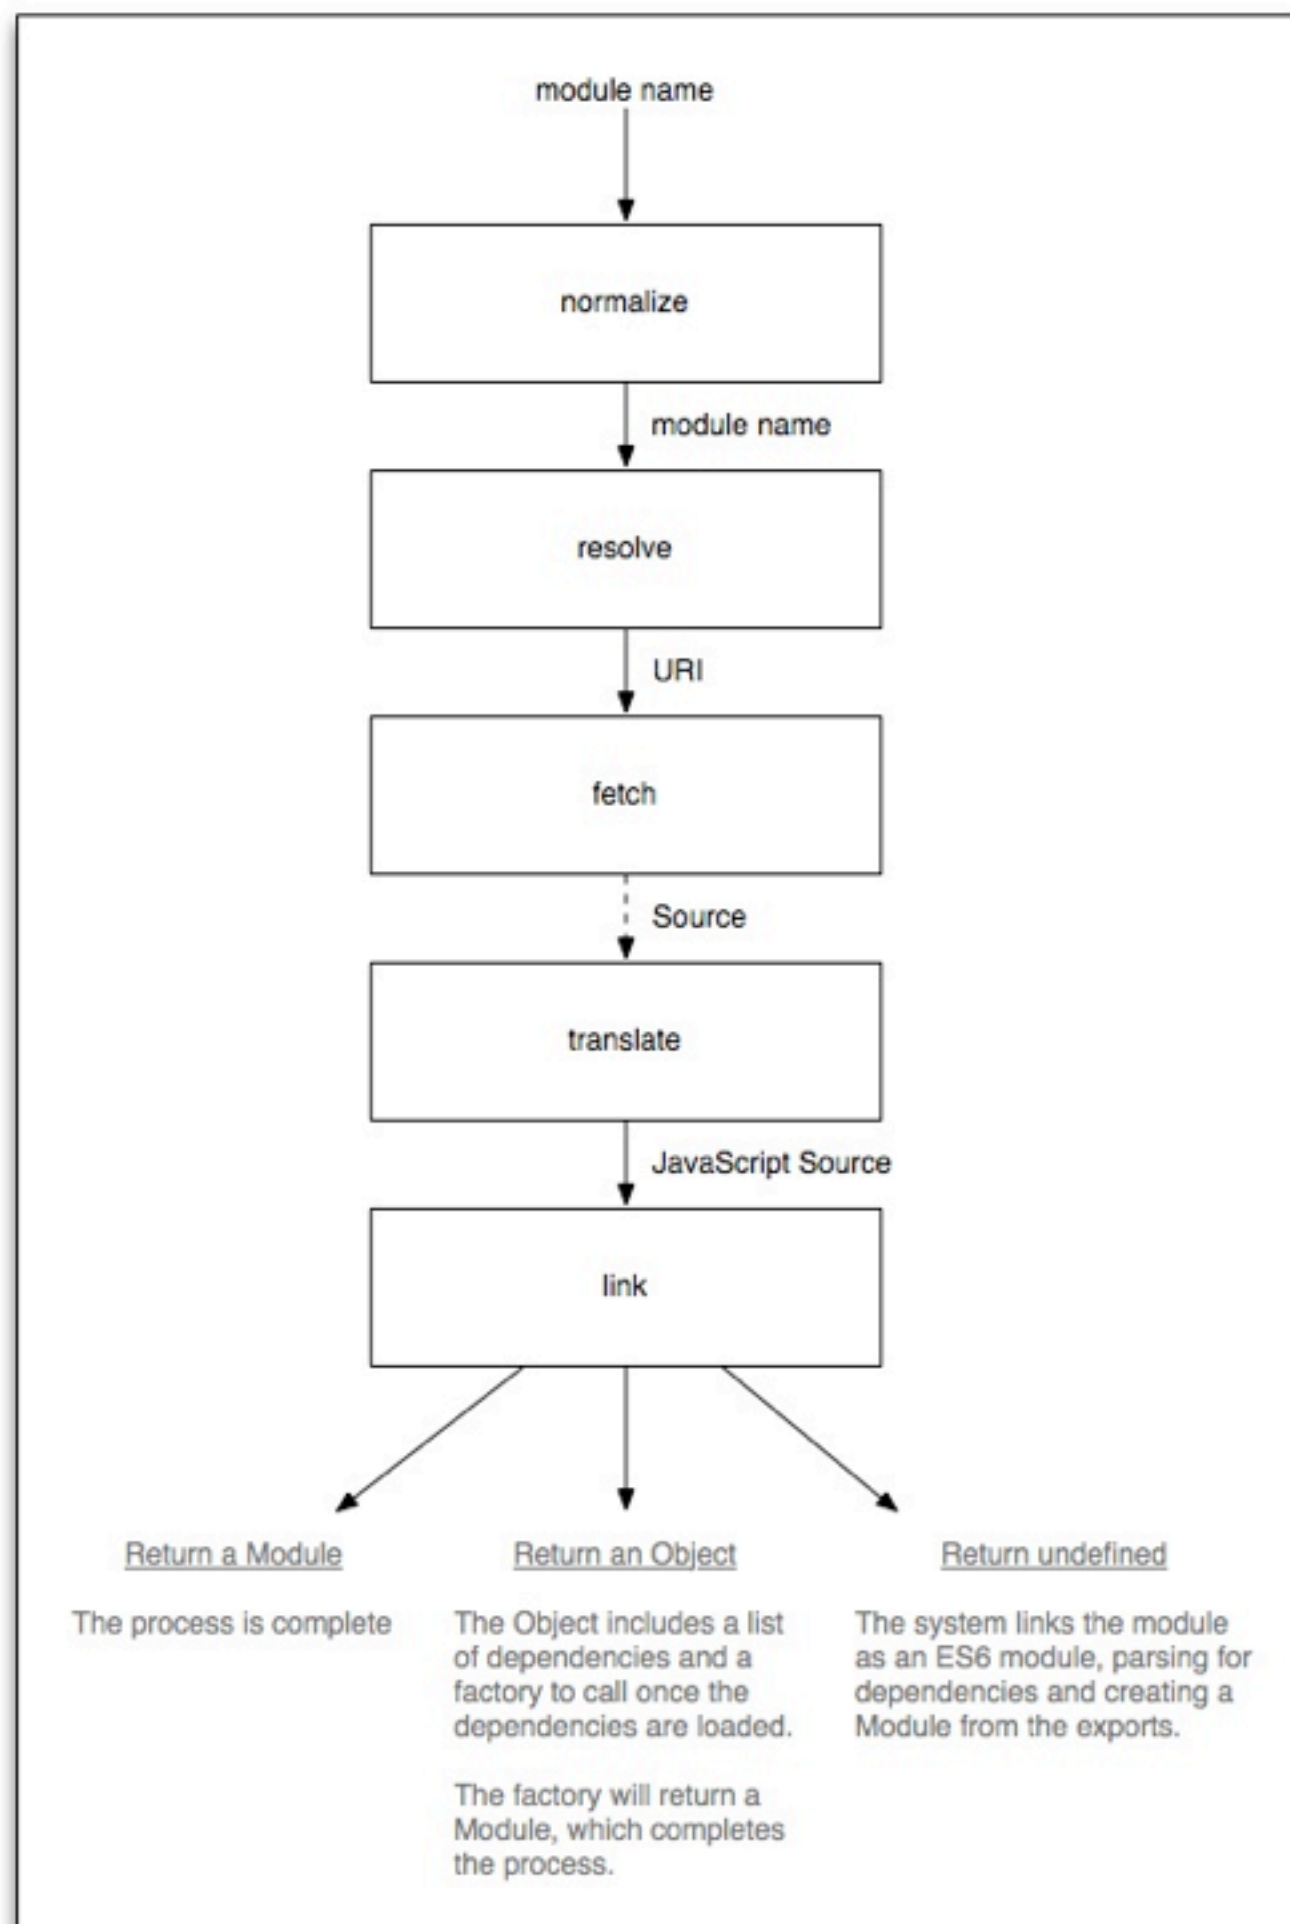 module name
normalize
module name
resolve
URI
fetch
Source
translate
JavaScript Source
link
Return a Module
The process is complete
Return an Object
The Object includes a list
of dependencies and a
factory to call once the
dependencies are loaded.
The factory will return a
Module, which completes
the process.
Return undefined
The system links the module
as an ES6 module, parsing for
dependencies and creating a
Module from the exports.